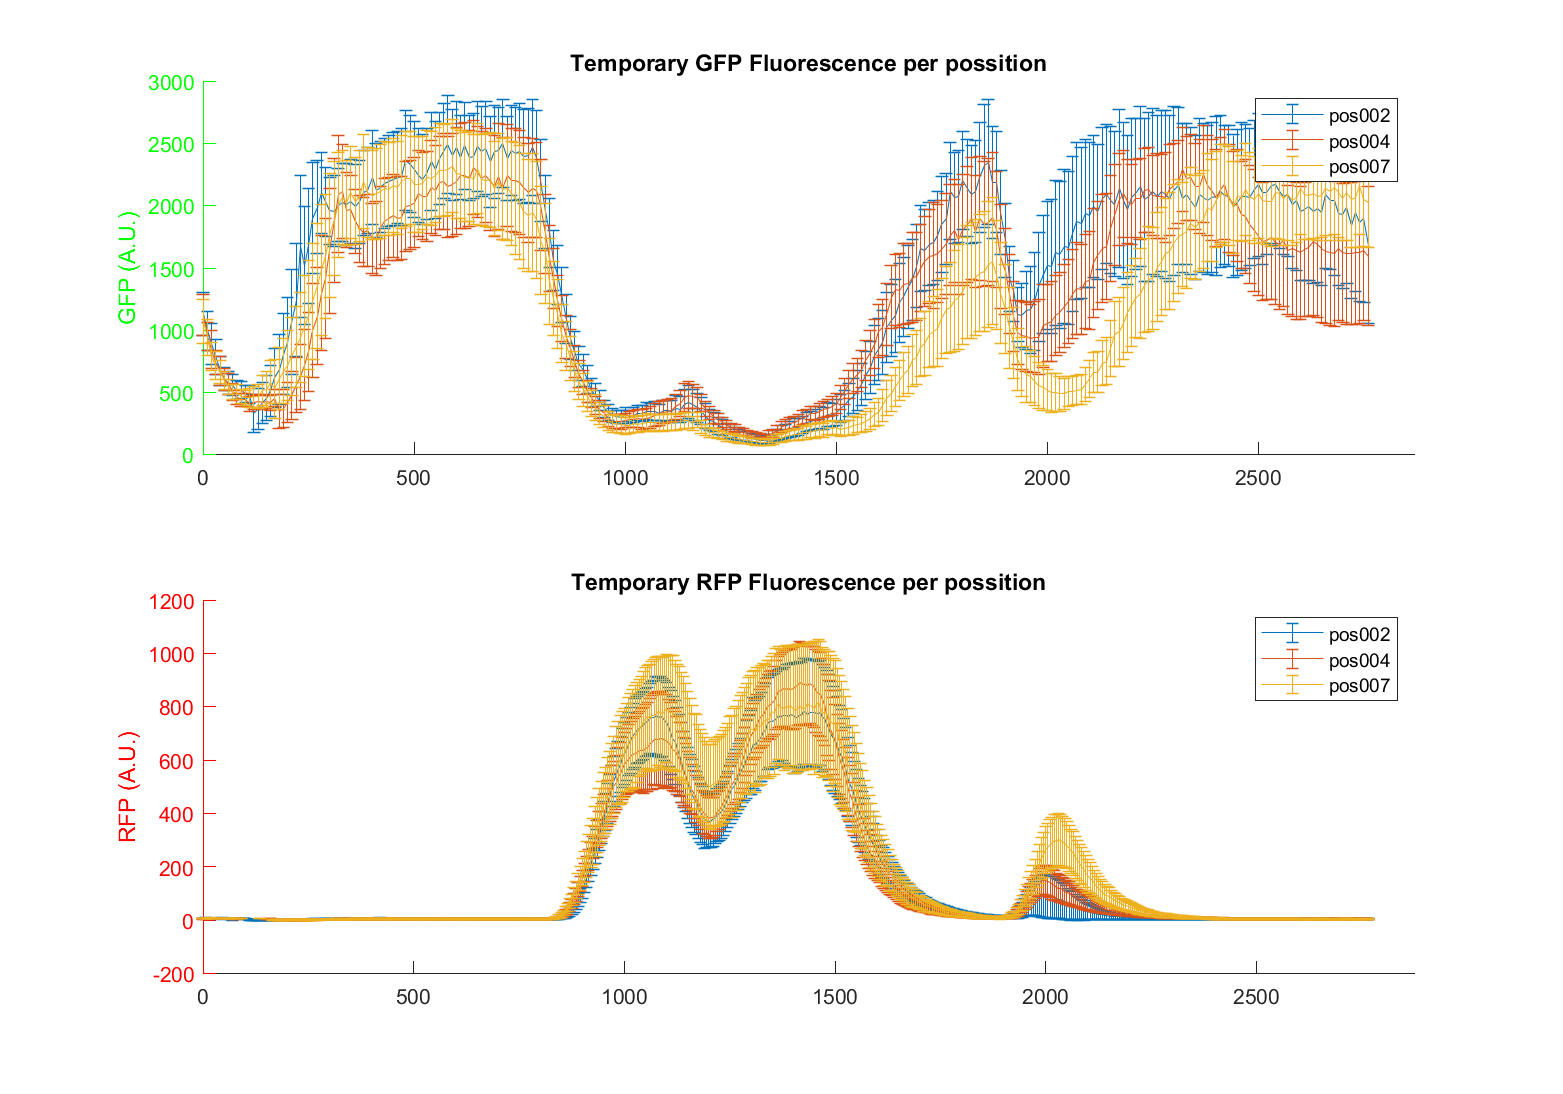 Temporary GFP Fluorescence per possition
GFP (A.U.)
3000
2500
2000
1500
1000
500
0
0 500 1000 1500 2000 2500
pos002
pos004
pos007
Temporary RFP Fluorescence per possition
RFP (A.U.)
1200
1000
800
600
400
200
0
-200
0 500 1000 1500 2000 2500
pos002
pos004
pos007